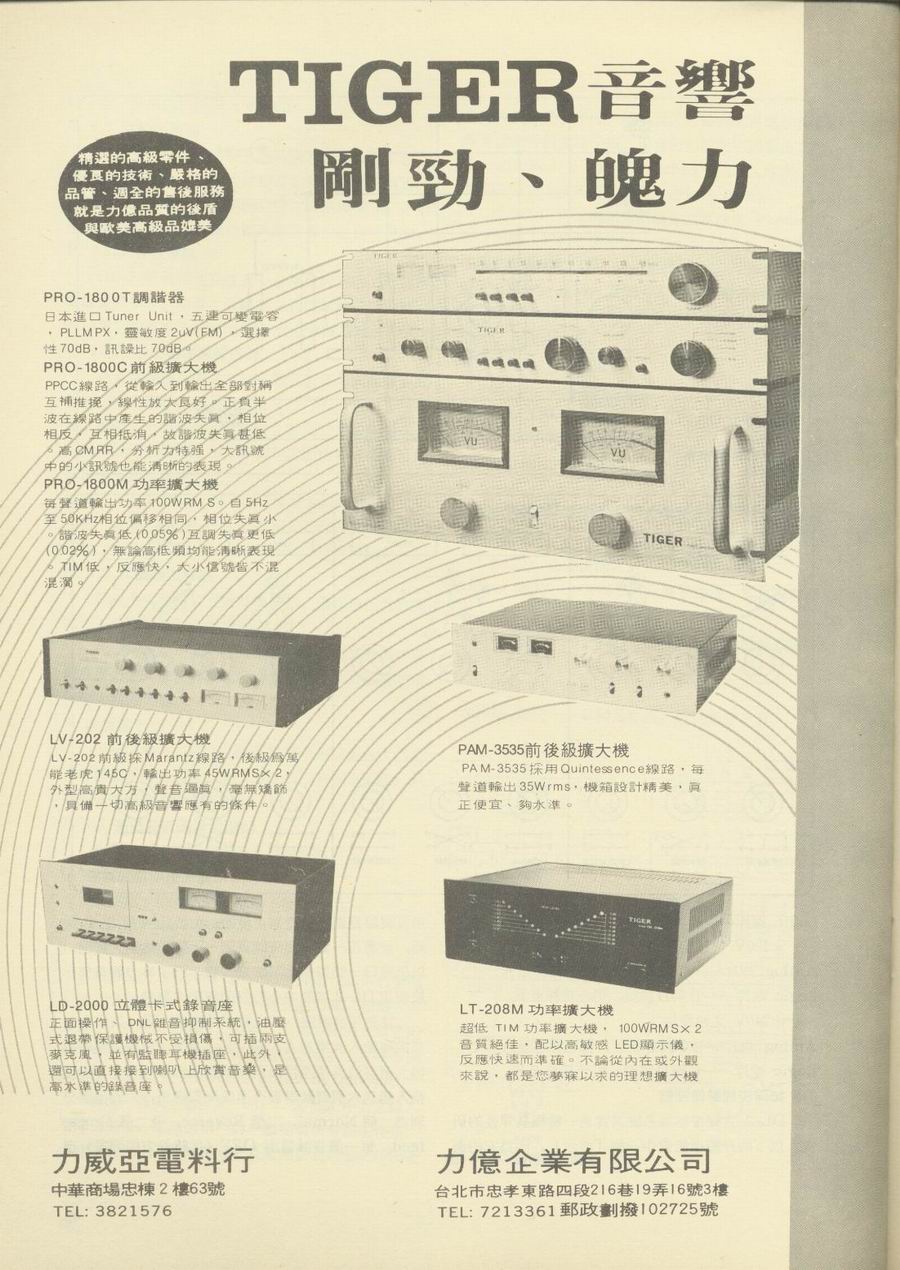 TIGER音響
剛勁、魄力
精選的高級零件、
優良的技術、嚴格的
品管、週全的售後服務
就是力億品質的後盾
與歐美高級品媲美
PRO-1800T調諧器
日本進口Tuner Unit，五連可變電容
，PLLMPX，靈敏度2uV(FM)，選擇
性70dB，訊諜比70dB。
PRO-1800C前級擴大機
PPCC線路，從輸入到輸出全部對稱
互補推挽，線性放大良好。正負半
波在線路中產生的諧波失真，相位
相反，互相抵消，故諧波失真甚低
。高CMRR，分析力特强，大訊號
中的小訊號也能清晰的表現。
PRO-1800M功率擴大機
每聲道輸出功率100WRMS。自5Hz
至50KHz相位偏移相同，相位失真小
。諧波失真低(0.05%)互調失真更低
(0.02%)，無論高低頻均能清晰表現
。TIM低，反應快，大小信號皆不混
混濁。
TIGER
TIGER
VU
VU
TIGER
TIGER
LV-202 前後級擴大機
LV-202前級採Marantz線路，後級為萬
能老虎145C，輸出功率45WRMS×2，
外型高貴大方，聲音逼真，毫無矯飾
，具備一切高級音響應有的條件。
PAM-3535前後級擴大機
PAM-3535採用Quintessence線路，每
聲道輸出35Wrms，機箱設計精美，真
正便宜、夠水準。
LD-2000 立體卡式錄音座
正面操作、DNL雜音抑制系統，油壓
式退帶保護機械不受損傷，可插兩支
麥克風，並有監聽耳機插座，此外，
還可以直接接到喇叭上欣賞音樂，是
高水準的錄音座。
TIGER
LT-208M 功率擴大機
超低 TIM 功率擴大機，100WRMS×2
音質絕佳，配以高敏感 LED顯示儀，
反應快速而準確。不論從內在或外觀
來說，都是您夢寐以求的理想擴大機
力威亞電料行
中華商場忠棟2樓63號
TEL: 3821576
力億企業有限公司
台北市忠孝東路四段216巷19弄16號3樓
TEL: 7213361郵政劃撥102725號